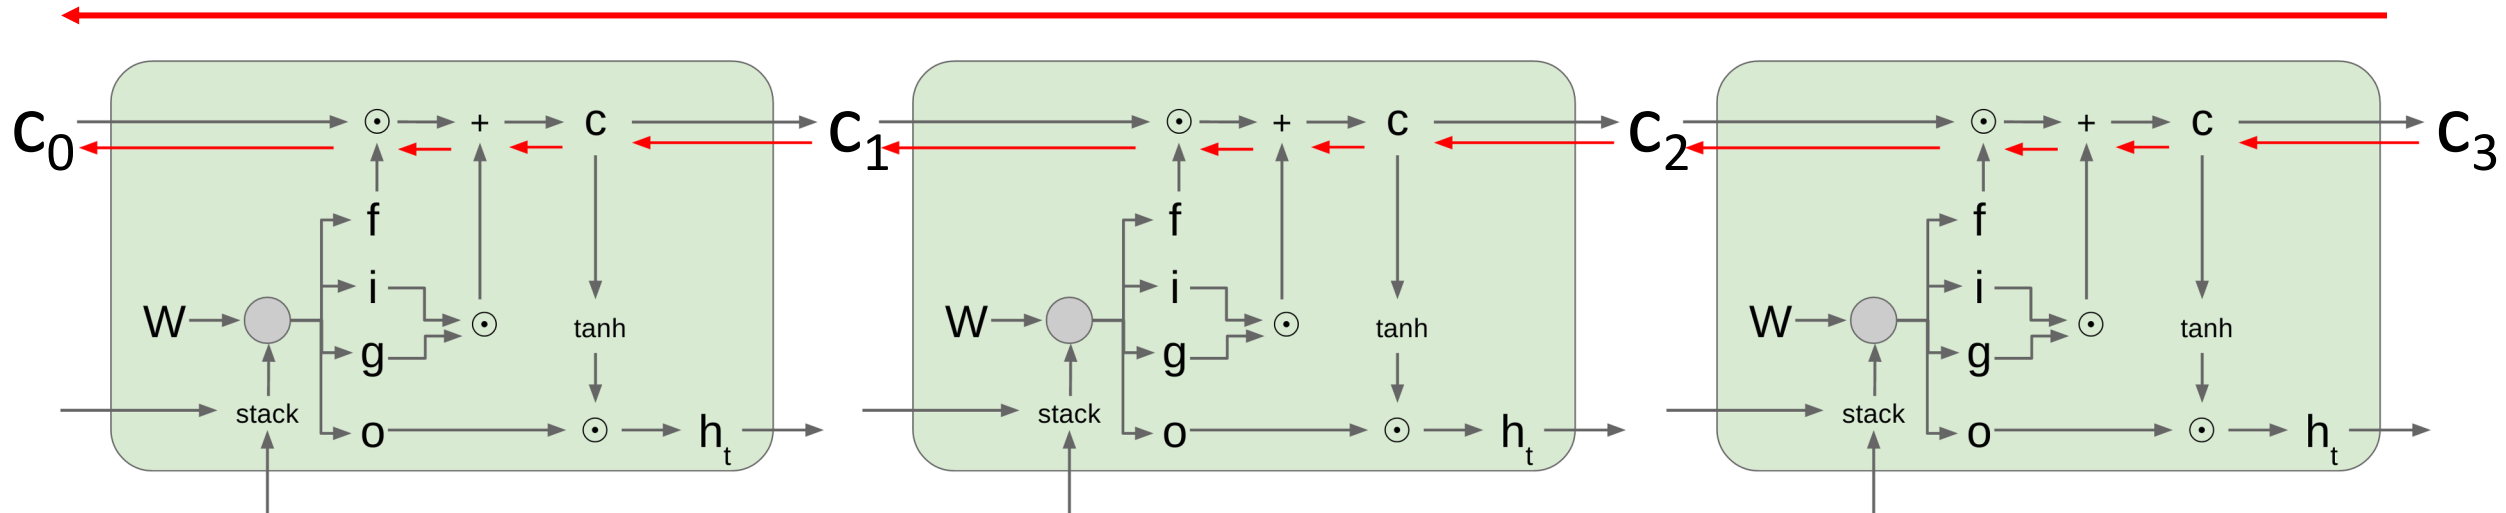 ⊙ + c ⊙ + c ⊙ + c
C0 C1 C2 C3
f f f
i i i
W ⊙ tanh W ⊙ tanh W ⊙ tanh
g g g
stack stack stack
o ⊙ ht o ⊙ ht o ⊙ ht